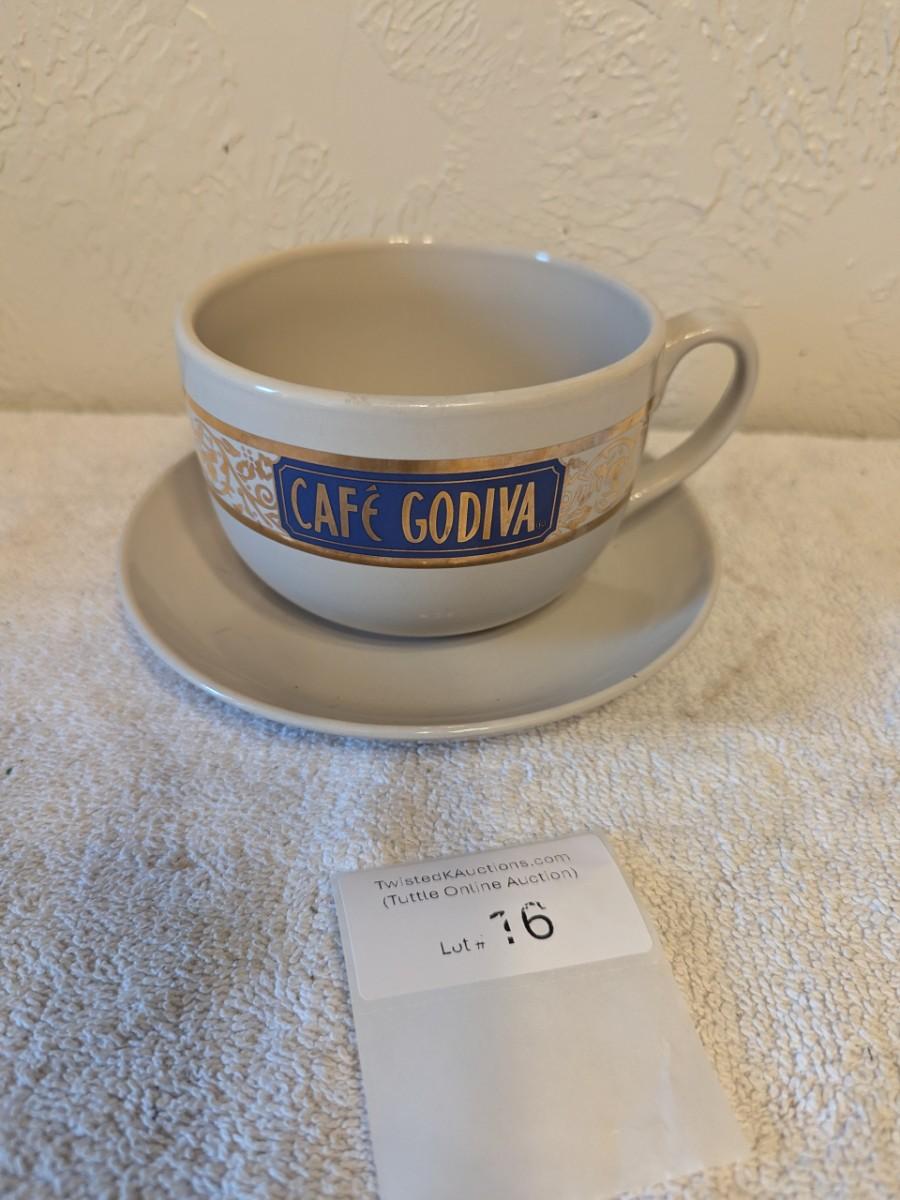 CAFÉ GODIVA
TwistedKAuctions.com
(Tuttle Online Auction)
Lot # 16